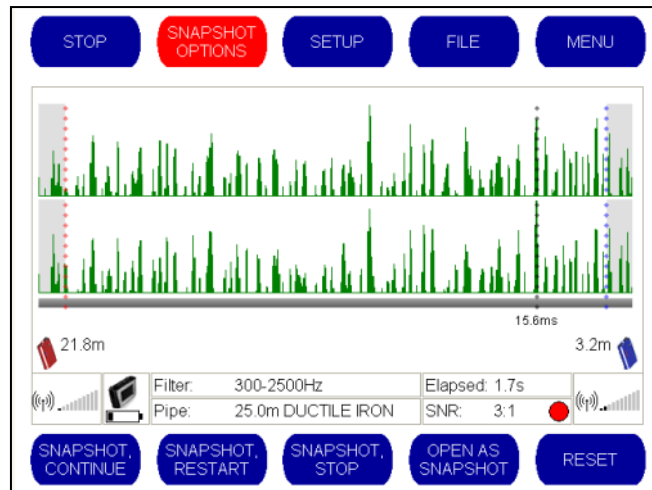 STOP
SNAPSHOT
OPTIONS
SETUP
FILE
MENU
15.6ms
21.8m
3.2m
Filter: 300-2500Hz
Elapsed: 1.7s
Pipe: 25.0m DUCTILE IRON
SNR: 3:1
SNAPSHOT,
CONTINUE
SNAPSHOT,
RESTART
SNAPSHOT,
STOP
OPEN AS
SNAPSHOT
RESET